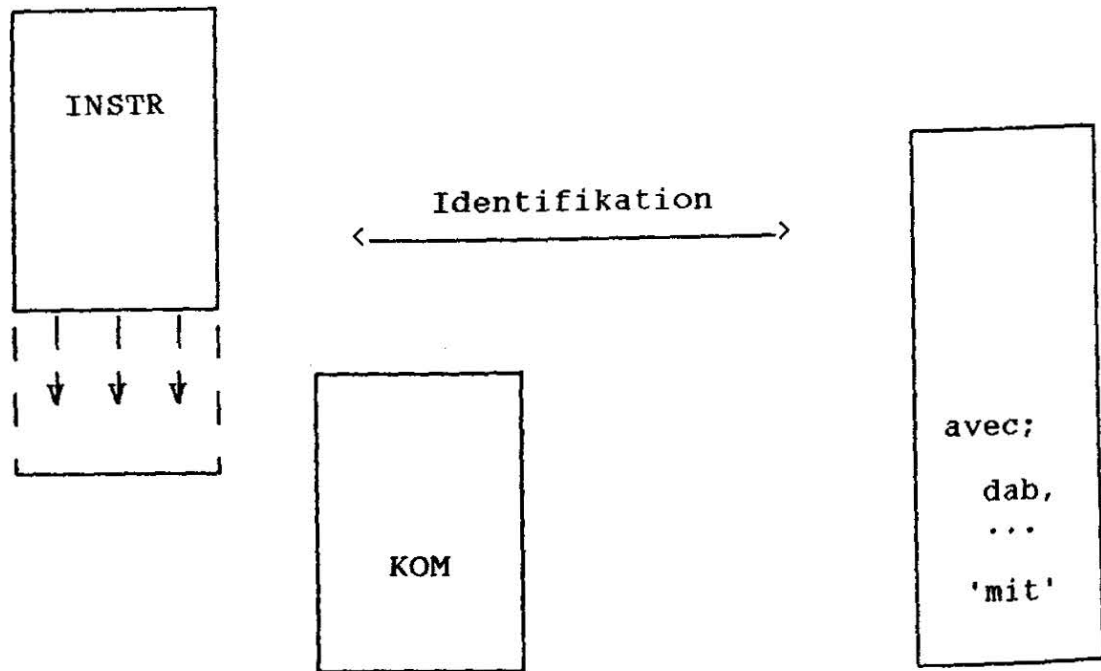 INSTR
Identifikation
avec;
dab,
...
KOM
'mit'